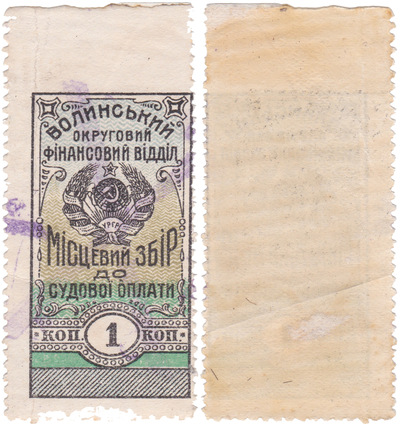 ВОЛИНСЬКИЙ
ОКРУГОВИЙ
ФІНАНСОВИЙ ВІДДІЛ
МІСЦЕВИЙ ЗБІР
ДО
СУДОВОЇ ОПЛАТИ
КОП. 1 КОП.